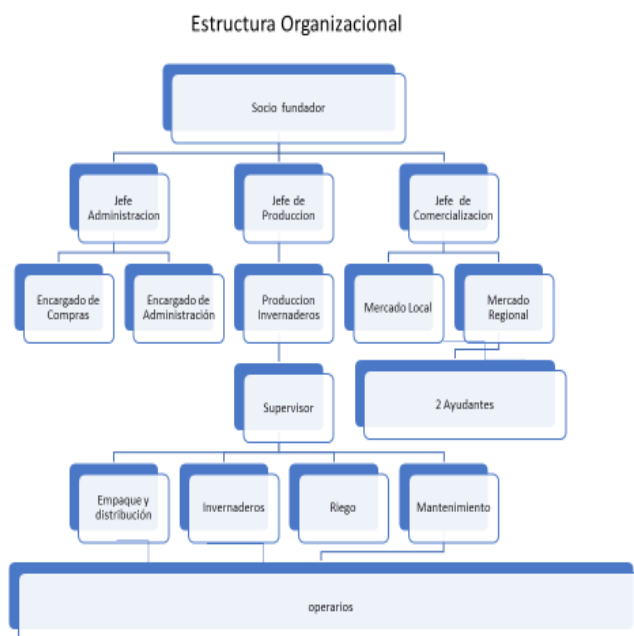 Estructura Organizacional
Socio fundador
Jefe
Administracion
Jefe de
Produccion
Jefe de
Comercializacion
Encargado de
Compras
Encargado de
Administración
Produccion
Invernaderos
Mercado Local
Mercado
Regional
Supervisor
2 Ayudantes
Empaque y
distribución
Invernaderos
Riego
Mantenimiento
operarios